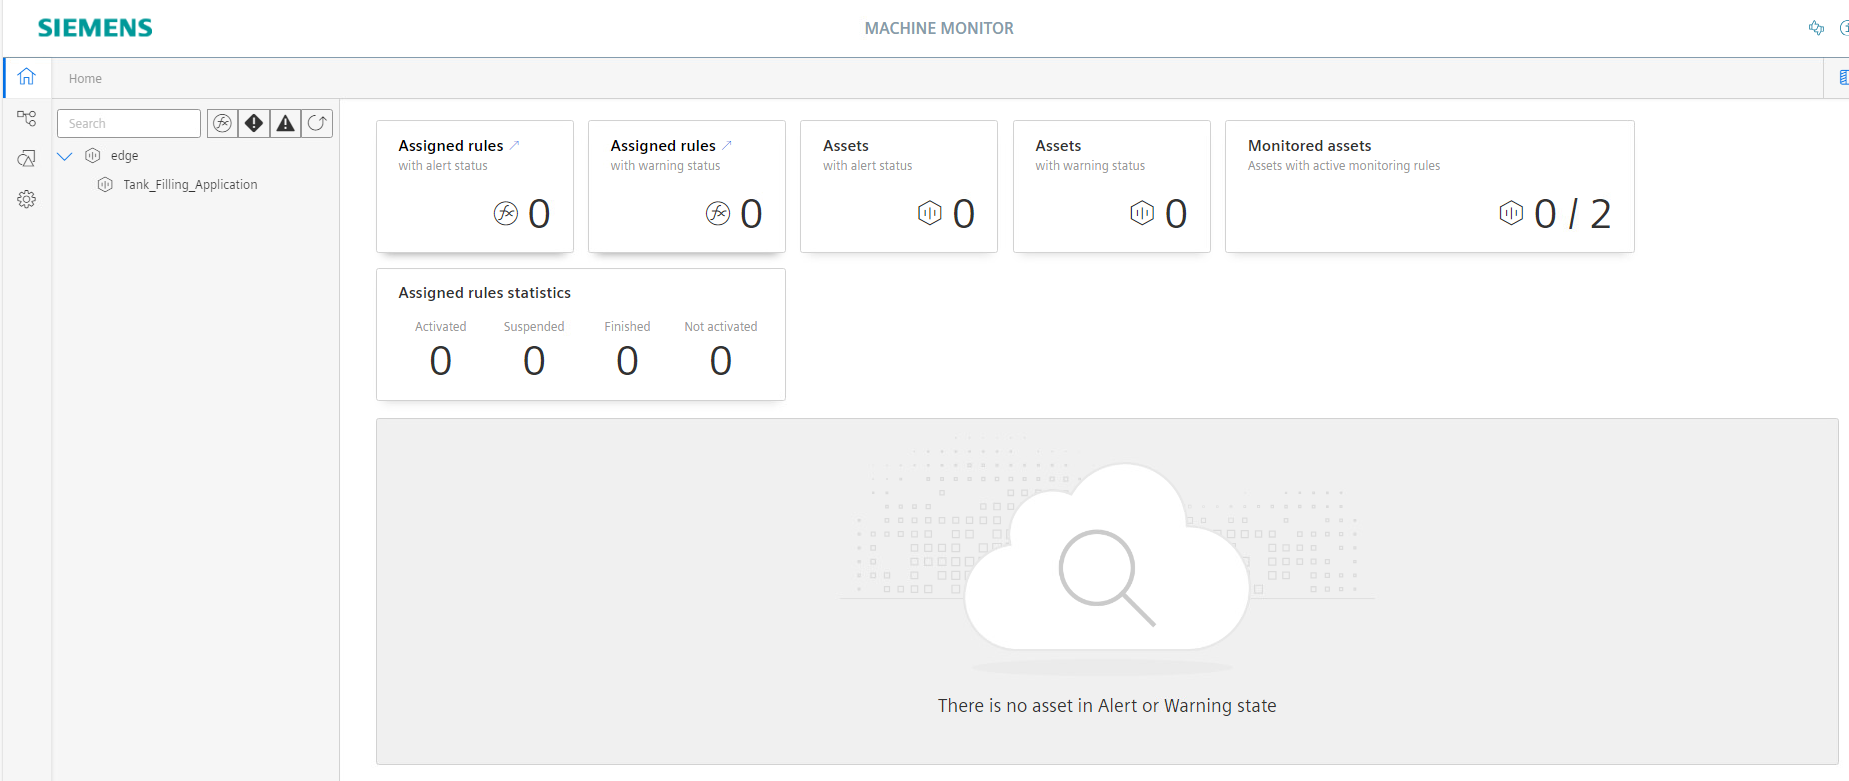 SIEMENS
MACHINE MONITOR
Home
Search
edge
Tank_Filling_Application
Assigned rules
with alert status
0
Assigned rules
with warning status
0
Assets
with alert status
0
Assets
with warning status
0
Monitored assets
Assets with active monitoring rules
0 / 2
Assigned rules statistics
Activated Suspended Finished Not activated
0 0 0 0
There is no asset in Alert or Warning state